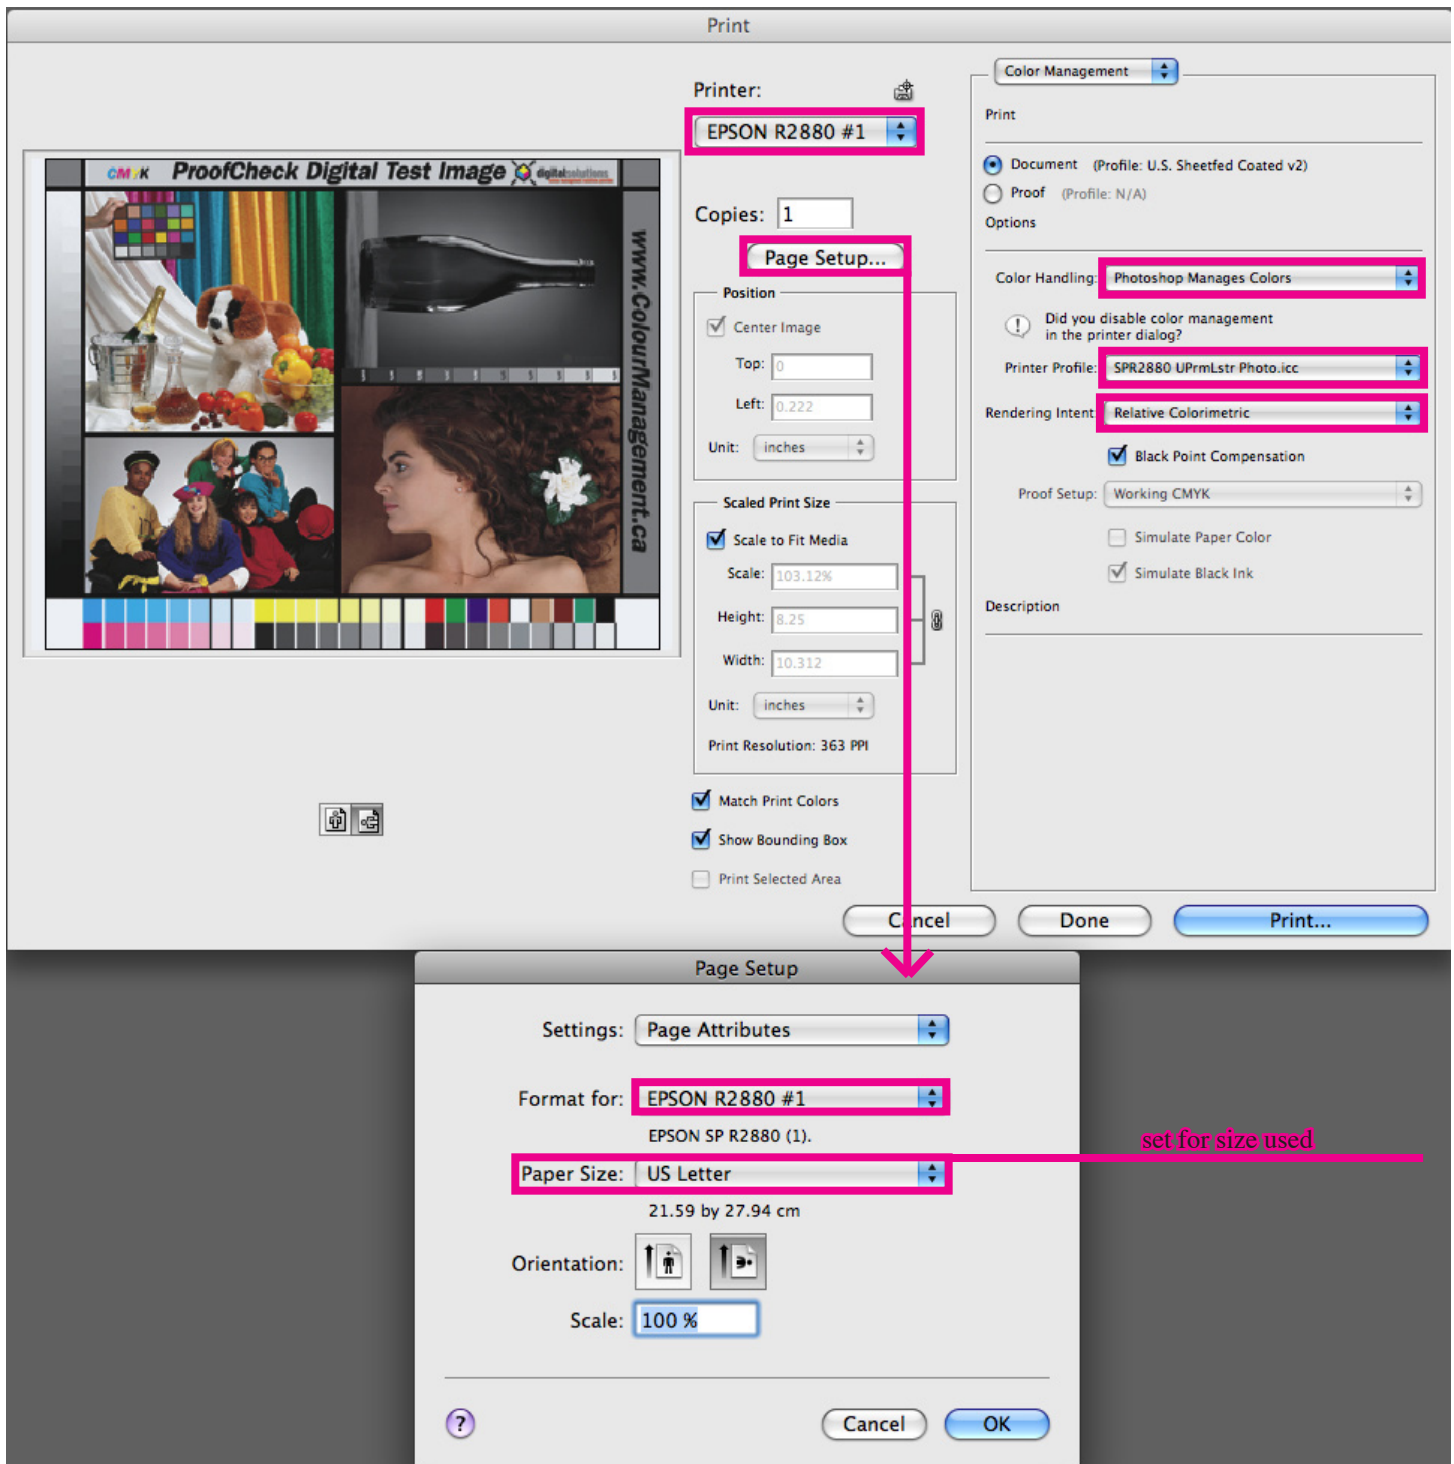 Print
Printer:
EPSON R2880 #1
Copies: 1
Page Setup...
Position
Center Image
Top: 0
Left: 0.222
Unit: inches
Scaled Print Size
Scale to Fit Media
Scale: 103.12%
Height: 8.25
Width: 10.312
Unit: inches
Print Resolution: 363 PPI
Match Print Colors
Show Bounding Box
Print Selected Area
CMYK ProofCheck Digital Test Image digitalsolutions
www.ColourManagement.ca
Color Management
Print
Document (Profile: U.S. Sheetfed Coated v2)
Proof (Profile: N/A)
Options
Color Handling: Photoshop Manages Colors
Did you disable color management
in the printer dialog?
Printer Profile: SPR2880 UPrmLstr Photo.icc
Rendering Intent: Relative Colorimetric
Black Point Compensation
Proof Setup: Working CMYK
Simulate Paper Color
Simulate Black Ink
Description
Cancel Done Print...
Page Setup
Settings: Page Attributes
Format for: EPSON R2880 #1
EPSON SP R2880 (1).
set for size used
Paper Size: US Letter
21.59 by 27.94 cm
Orientation:
Scale: 100 %
? Cancel OK